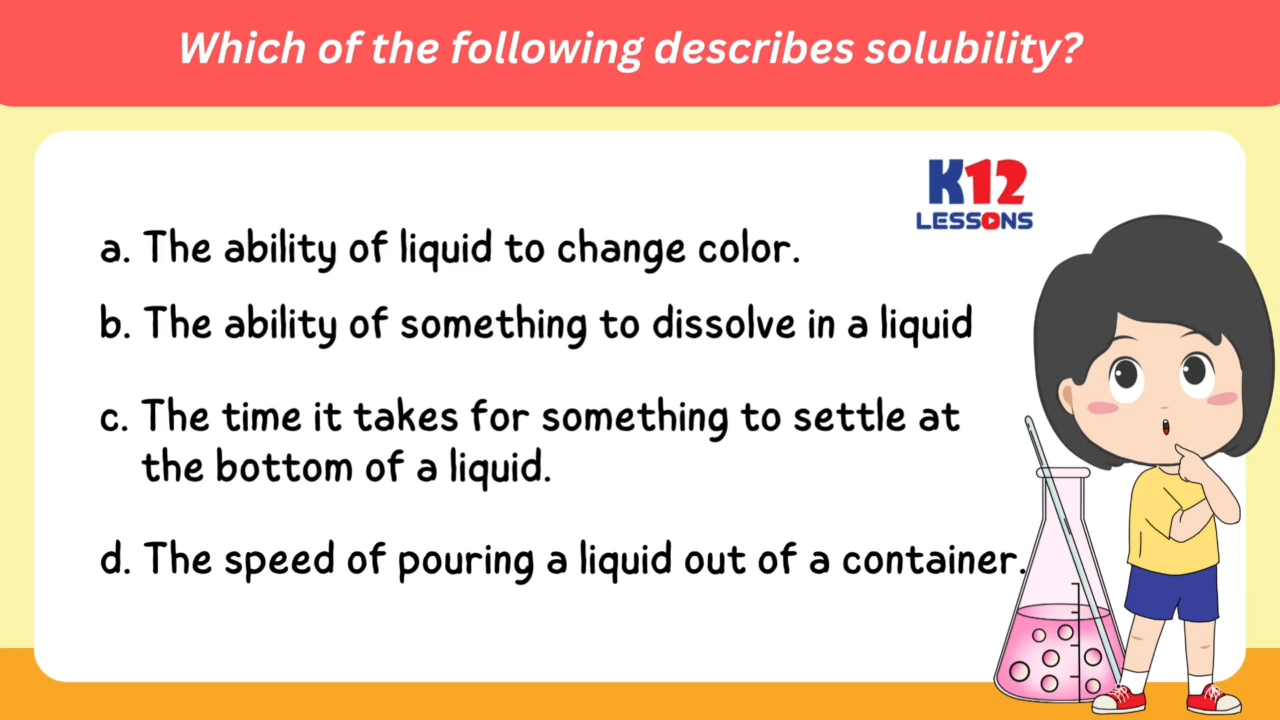 Which of the following describes solubility?
K12
LESSONS
a. The ability of liquid to change color.
b. The ability of something to dissolve in a liquid
c. The time it takes for something to settle at
the bottom of a liquid.
d. The speed of pouring a liquid out of a container.